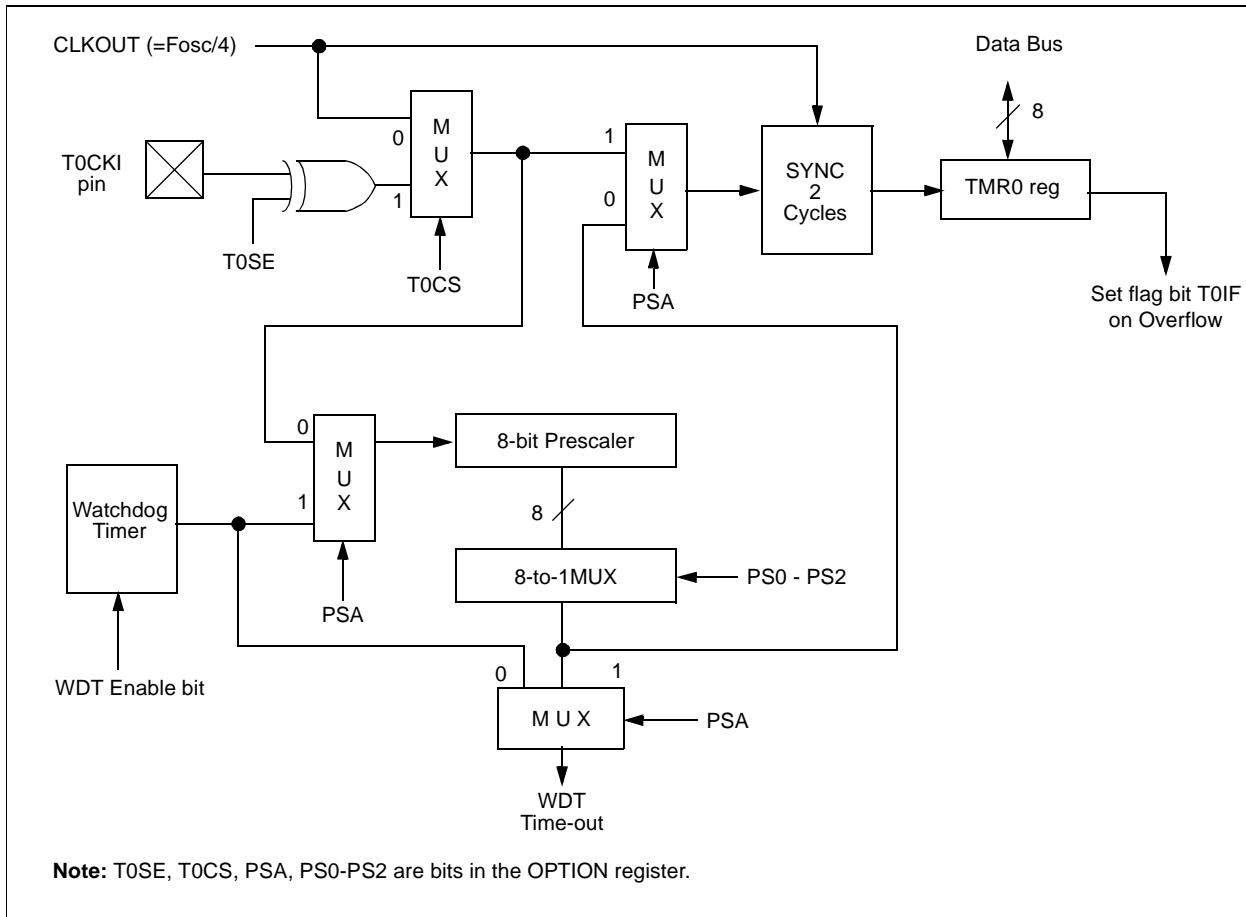 CLKOUT (=Fosc/4)
Data Bus
8
T0CKI
pin
0
1
M
U
X
T0SE
T0CS
1
0
M
U
X
PSA
SYNC
2
Cycles
TMR0 reg
Set flag bit T0IF
on Overflow
0
1
M
U
X
8-bit Prescaler
Watchdog
Timer
8
8-to-1MUX
PS0 - PS2
PSA
WDT Enable bit
0
1
M U X
PSA
WDT
Time-out
Note: T0SE, T0CS, PSA, PS0-PS2 are bits in the OPTION register.